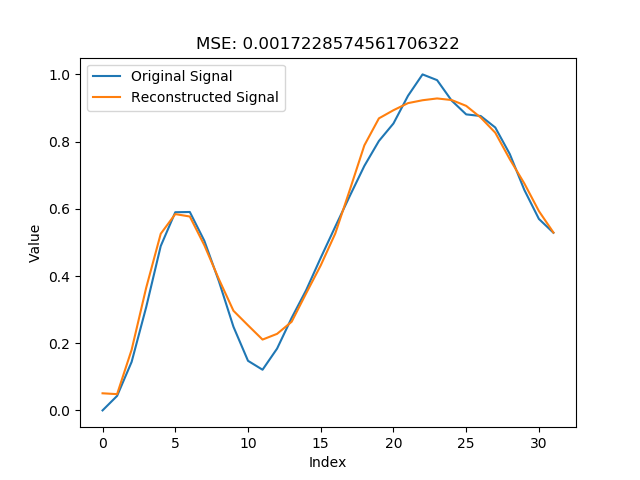 MSE: 0.0017228574561706322
Original Signal
Reconstructed Signal
1.0
0.8
0.6
0.4
0.2
0.0
Value
0 5 10 15 20 25 30
Index